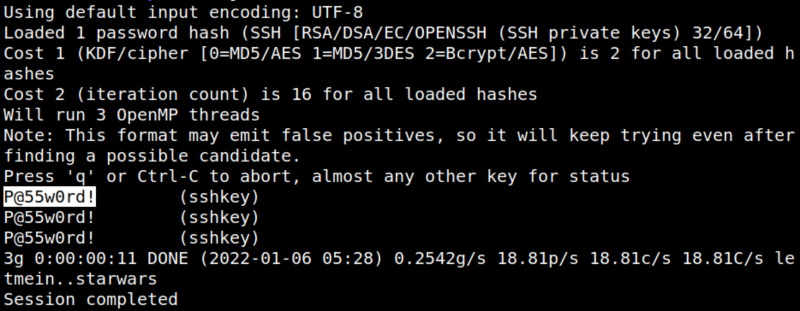 Using default input encoding: UTF-8
Loaded 1 password hash (SSH [RSA/DSA/EC/OPENSSH (SSH private keys) 32/64])
Cost 1 (KDF/cipher [0=MD5/AES 1=MD5/3DES 2=Bcrypt/AES]) is 2 for all loaded h
ashes
Cost 2 (iteration count) is 16 for all loaded hashes
Will run 3 OpenMP threads
Note: This format may emit false positives, so it will keep trying even after
finding a possible candidate.
Press 'q' or Ctrl-C to abort, almost any other key for status
P@55w0rd!        (sshkey)
P@55w0rd!        (sshkey)
P@55w0rd!        (sshkey)
3g 0:00:00:11 DONE (2022-01-06 05:28) 0.2542g/s 18.81p/s 18.81c/s 18.81C/s le
tmein..starwars
Session completed